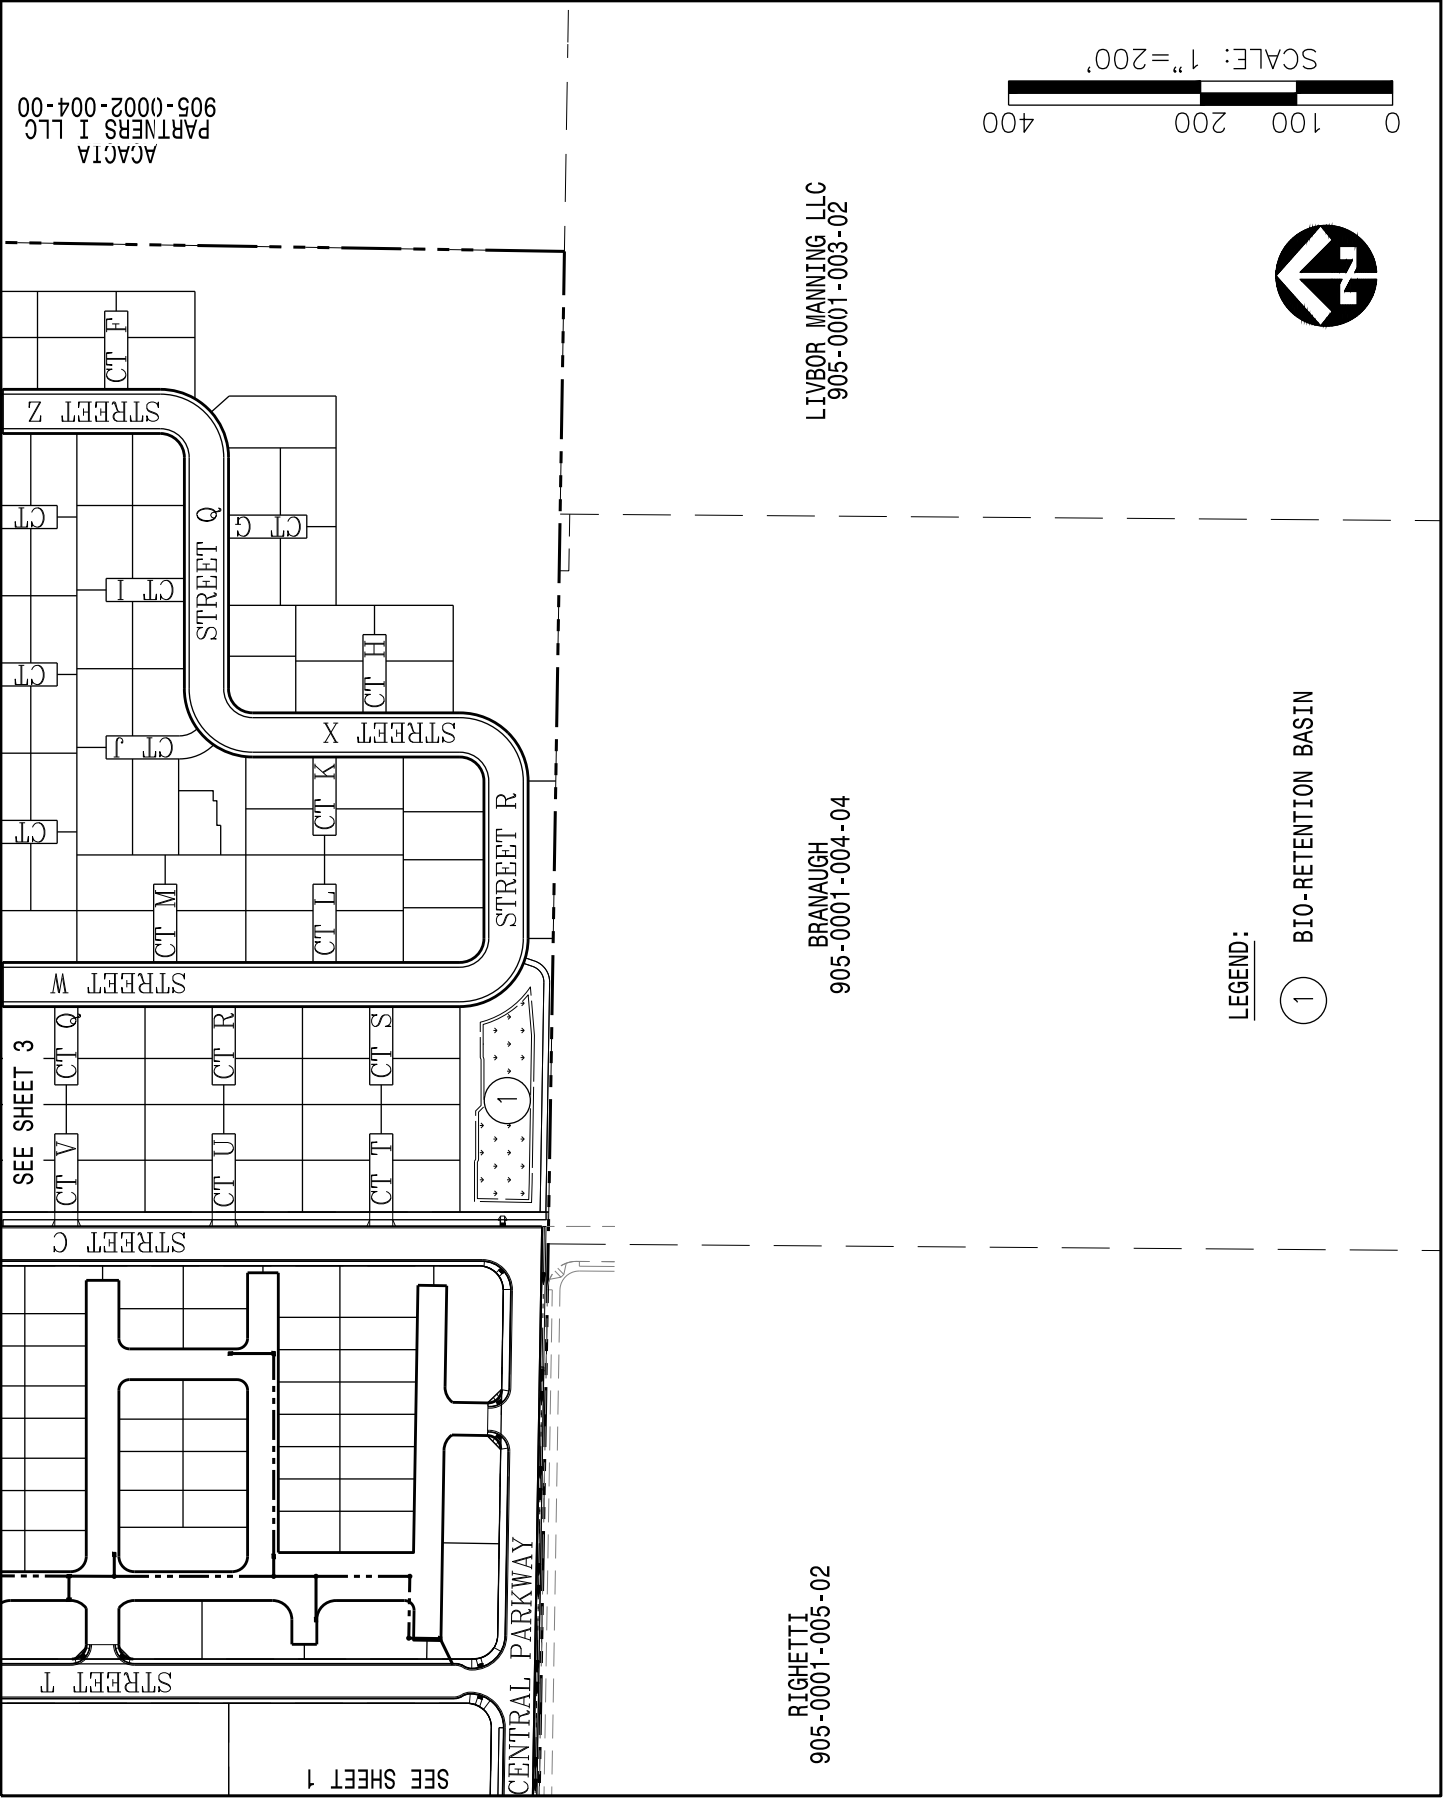 ACACIA
PARTNERS I LLC
905-0002-004-00
SCALE: 1"=200'
0
100
200
400
N
LIVBOR MANNING LLC
905-0001-003-02
CT F
STREET Z
CT
CT I
STREET Q
CT G
CT
CT H
CT J
STREET X
CT K
CT
STREET R
CT M
CT L
BRANAUGH
905-0001-004-04
STREET W
SEE SHEET 3
CT Q
CT R
CT S
1
CT V
CT U
CT T
LEGEND:
1 BIO-RETENTION BASIN
STREET C
CENTRAL PARKWAY
STREET T
SEE SHEET 1
RIGHETTI
905-0001-005-02